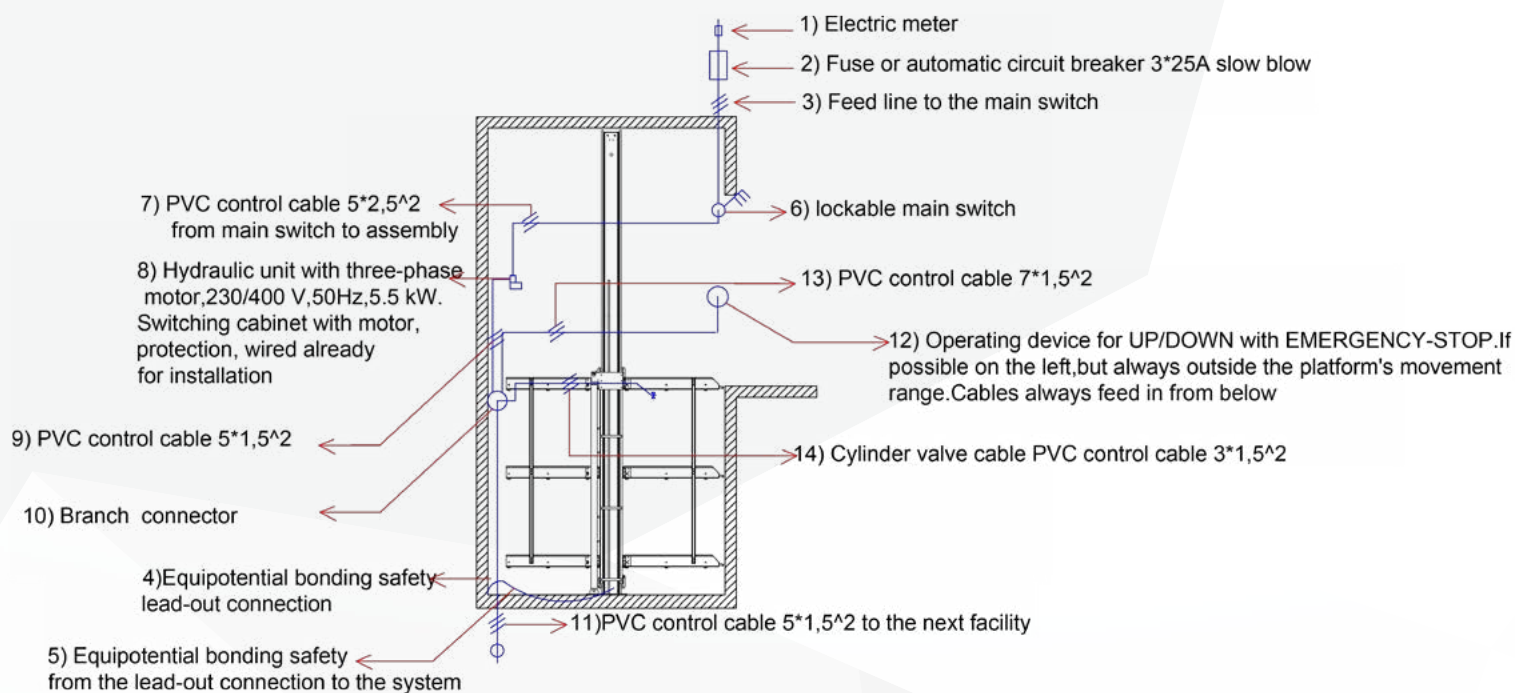 1) Electric meter
2) Fuse or automatic circuit breaker 3*25A slow blow
3) Feed line to the main switch
7) PVC control cable 5*2,5^2
from main switch to assembly
6) lockable main switch
8) Hydraulic unit with three-phase
motor,230/400 V,50Hz,5.5 kW.
Switching cabinet with motor,
protection, wired already
for installation
13) PVC control cable 7*1,5^2
12) Operating device for UP/DOWN with EMERGENCY-STOP.If
possible on the left,but always outside the platform's movement
range.Cables always feed in from below
9) PVC control cable 5*1,5^2
14) Cylinder valve cable PVC control cable 3*1,5^2
10) Branch connector
4)Equipotential bonding safety
lead-out connection
11)PVC control cable 5*1,5^2 to the next facility
5) Equipotential bonding safety
from the lead-out connection to the system